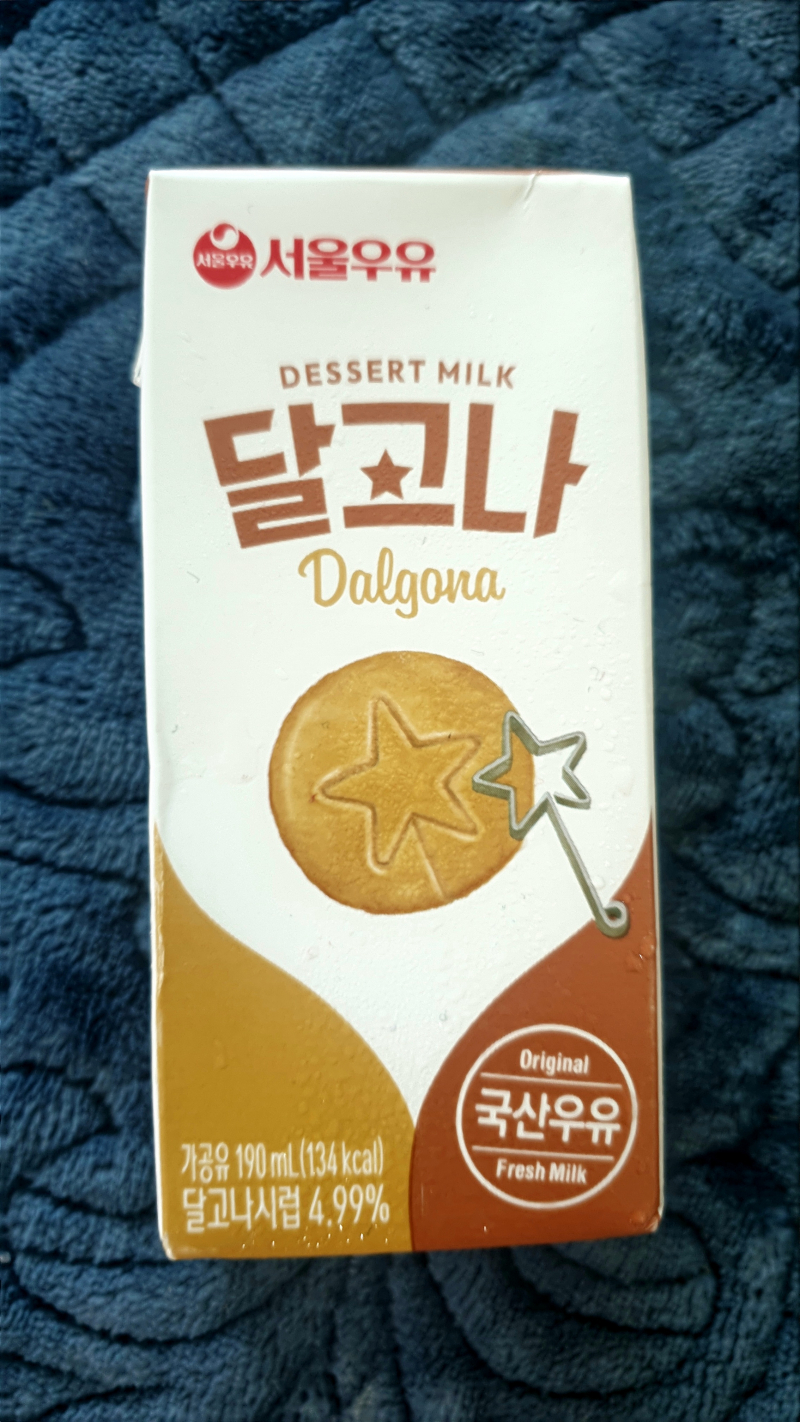 서울우유 서울우유
DESSERT MILK
달고나
Dalgona
Original
국산우유
Fresh Milk
가공유 190 mL(134 kcal)
달고나시럽 4.99%